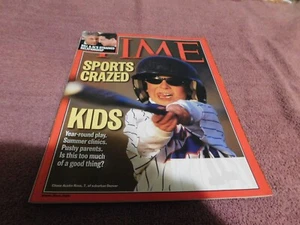 TIME
SPORTS
CRAZED
KIDS
Year-round play.
Summer clinics.
Pushy parents.
Is this too much
of a good thing?